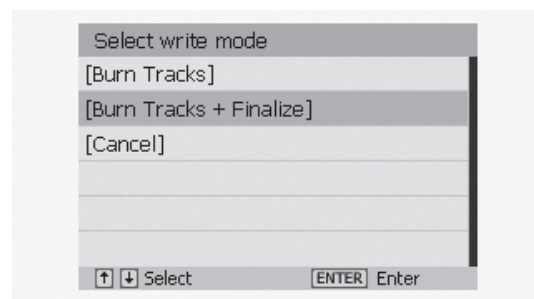 Select write mode
[Burn Tracks]
[Burn Tracks + Finalize]
[Cancel]
↑ ↓ Select ENTER Enter